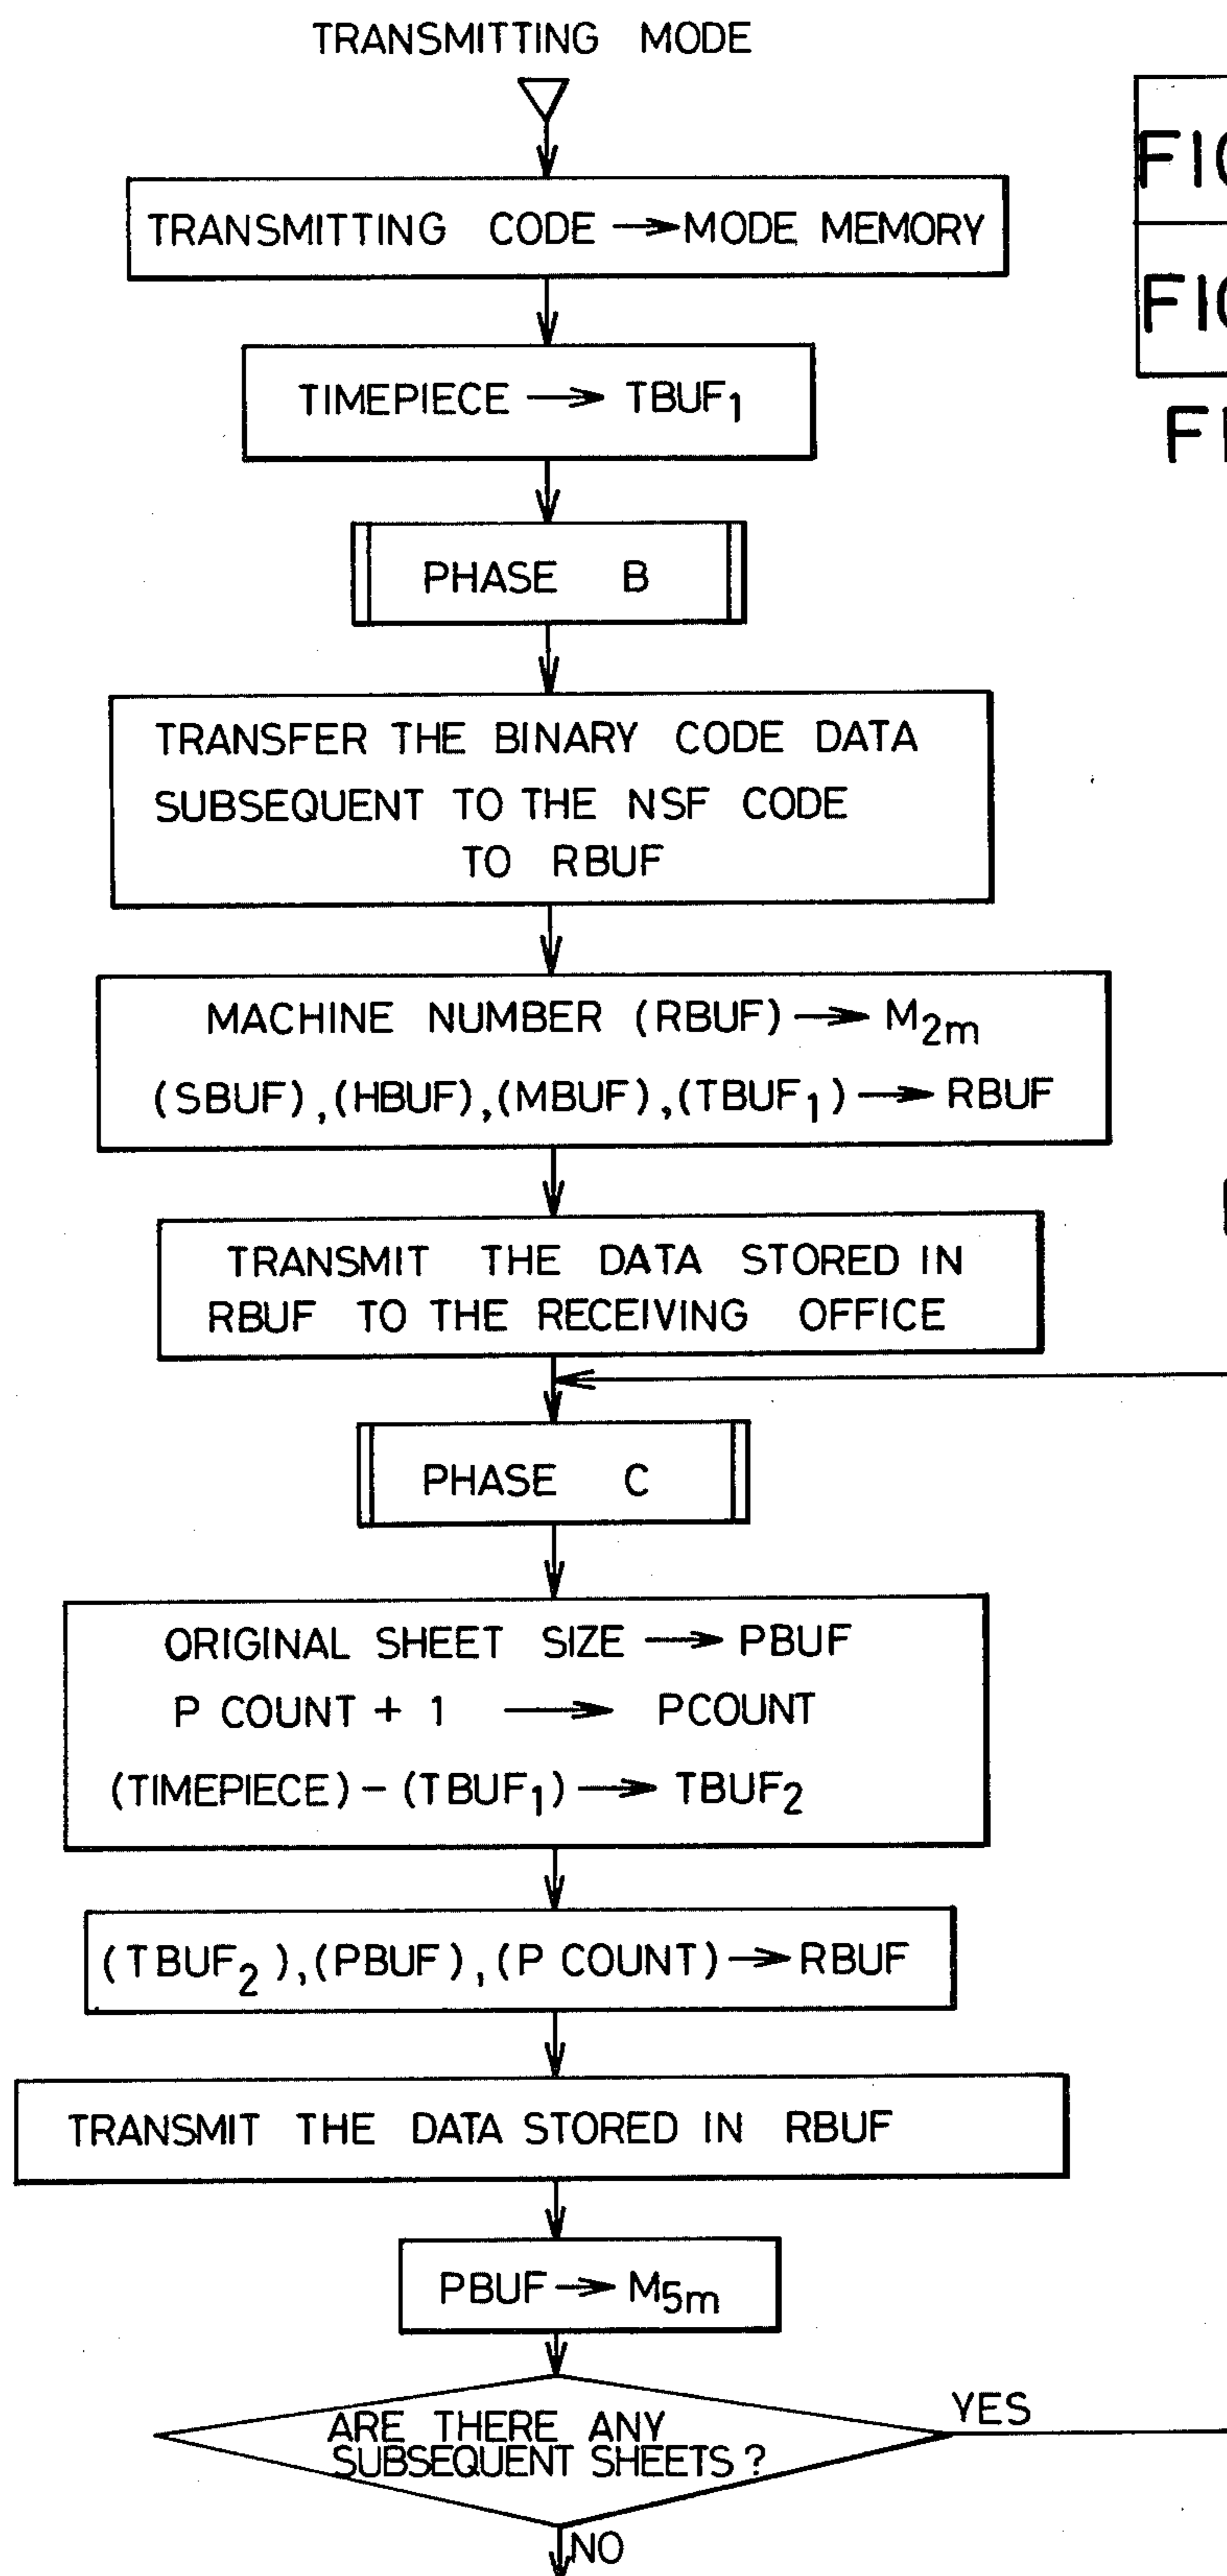 TRANSMITTING MODE
TRANSMITTING CODE → MODE MEMORY
TIMEPIECE → TBUF₁
PHASE B
TRANSFER THE BINARY CODE DATA
SUBSEQUENT TO THE NSF CODE
TO RBUF
MACHINE NUMBER (RBUF) → M₂ₘ
(SBUF),(HBUF),(MBUF),(TBUF₁) → RBUF
TRANSMIT THE DATA STORED IN
RBUF TO THE RECEIVING OFFICE
PHASE C
ORIGINAL SHEET SIZE → PBUF
P COUNT + 1 → PCOUNT
(TIMEPIECE) − (TBUF₁) → TBUF₂
(TBUF₂),(PBUF),(P COUNT) → RBUF
TRANSMIT THE DATA STORED IN RBUF
PBUF → M₅ₘ
ARE THERE ANY
SUBSEQUENT SHEETS?
YES
NO